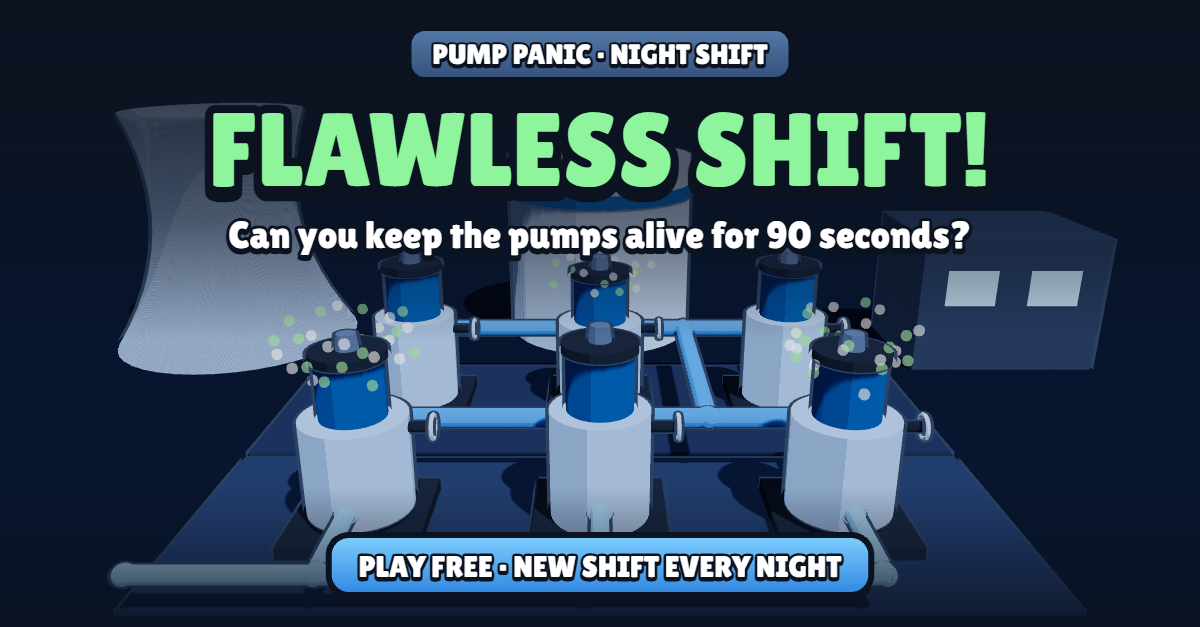 PUMP PANIC · NIGHT SHIFT
FLAWLESS SHIFT!
Can you keep the pumps alive for 90 seconds?
PLAY FREE · NEW SHIFT EVERY NIGHT